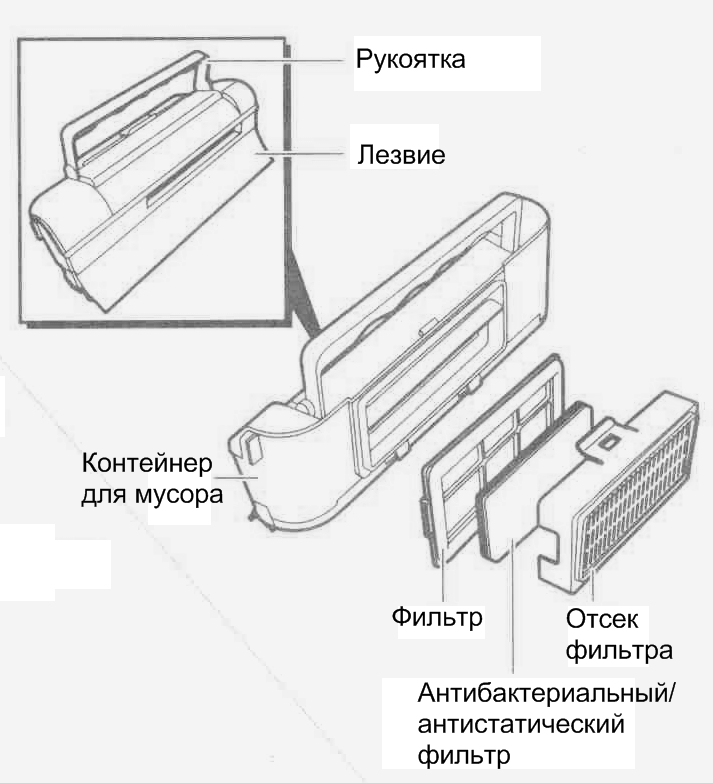 Рукоятка
Лезвие
Контейнер
для мусора
Фильтр
Отсек
фильтра
Антибактериальный/
антистатический
фильтр